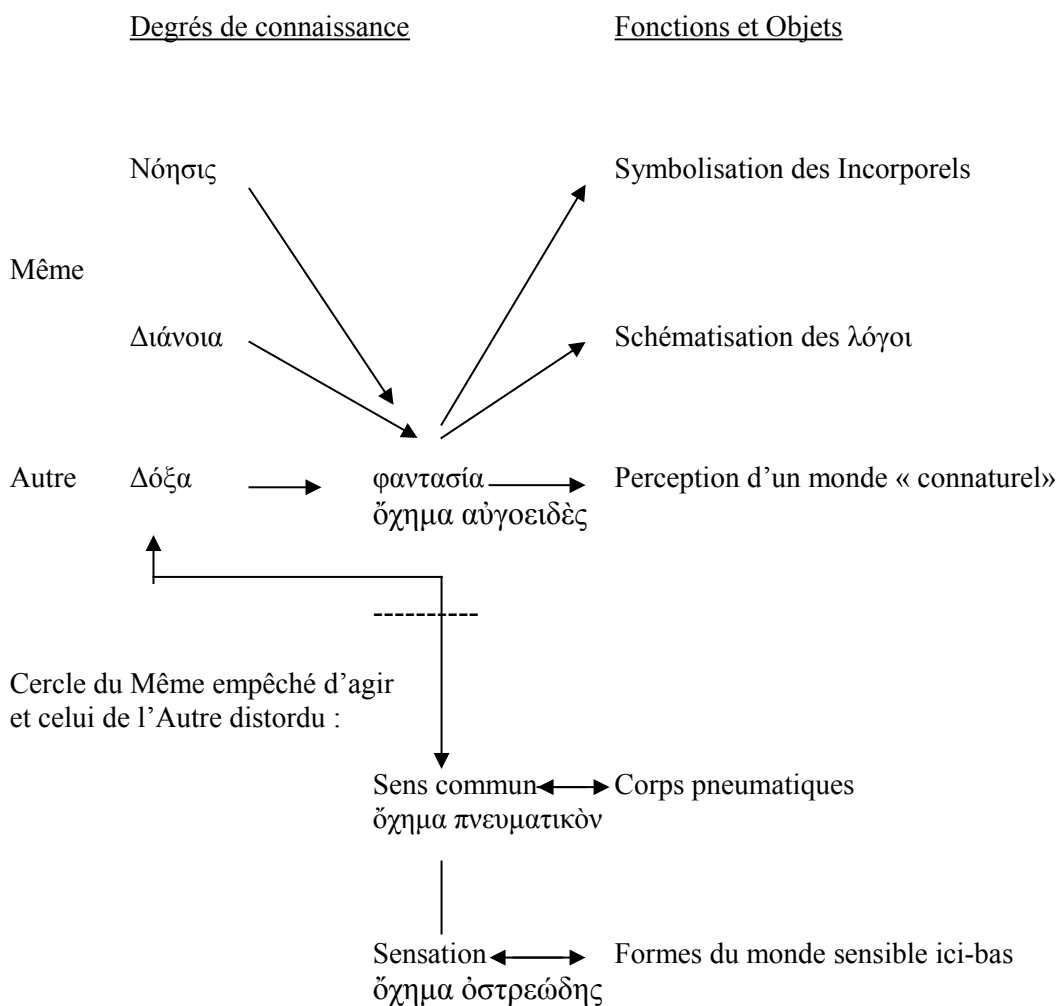 Degrés de connaissance Fonctions et Objets
Νόησις Symbolisation des Incorporels
Même
Διάνοια Schématisation des λόγοι
Autre Δόξα φαντασία Perception d’un monde « connaturel»
ὄχημα αὐγοειδὲς
Cercle du Même empêché d’agir
et celui de l’Autre distordu :
Sens commun Corps pneumatiques
ὄχημα πνευματικὸν
Sensation Formes du monde sensible ici-bas
ὄχημα ὀστρεώδης